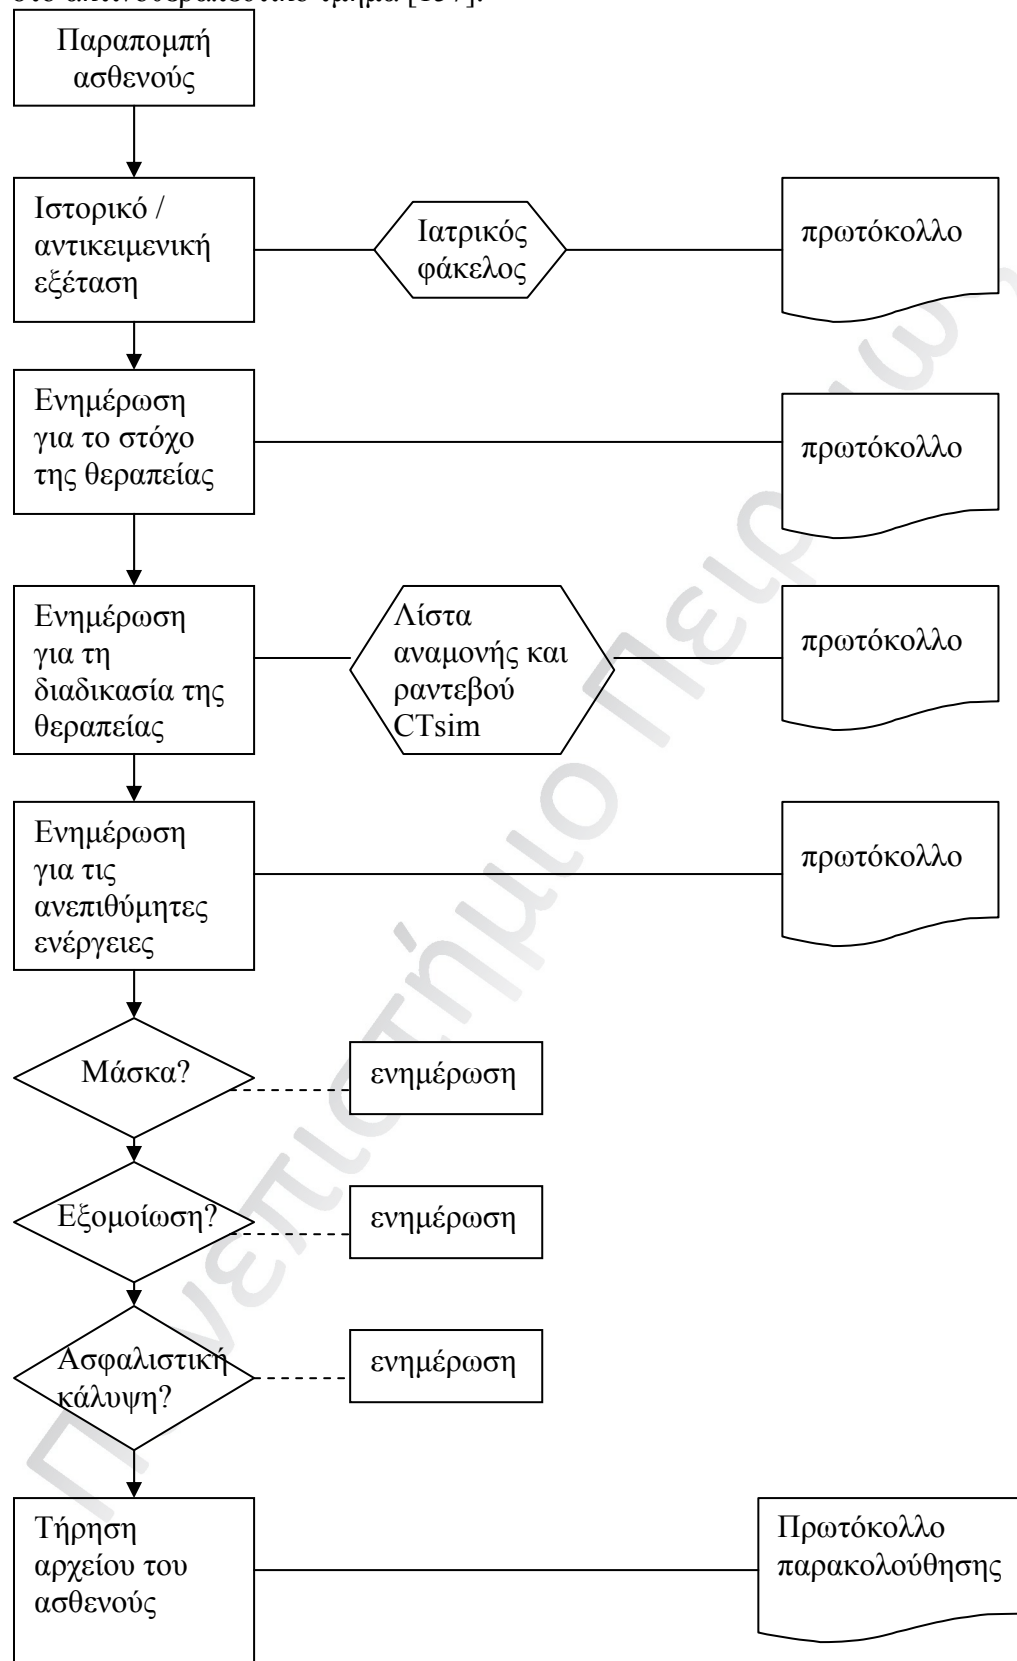 στο ακτινοθεραπευτικό τμήμα [137].
Παραπομπή
ασθενούς
Ιστορικό /
αντικειμενική
εξέταση
Ιατρικός
φάκελος
πρωτόκολλο
Ενημέρωση
για το στόχο
της θεραπείας
πρωτόκολλο
Ενημέρωση
για τη
διαδικασία της
θεραπείας
Λίστα
αναμονής και
ραντεβού
CTsim
πρωτόκολλο
Ενημέρωση
για τις
ανεπιθύμητες
ενέργειες
πρωτόκολλο
Μάσκα?
ενημέρωση
Εξομοίωση?
ενημέρωση
Ασφαλιστική
κάλυψη?
ενημέρωση
Τήρηση
αρχείου του
ασθενούς
Πρωτόκολλο
παρακολούθησης